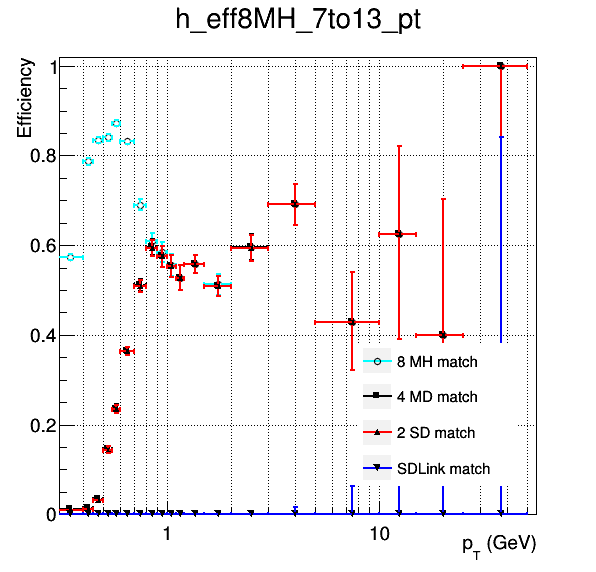 h_eff8MH_7to13_pt
Efficiency
1
0.8
0.6
0.4
0.2
0
8 MH match
4 MD match
2 SD match
SDLink match
1
10
p_T (GeV)